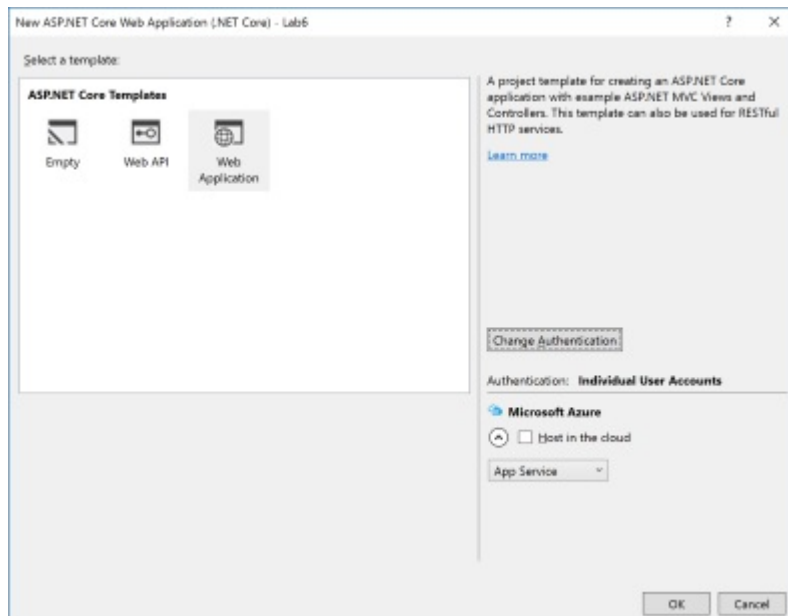 New ASP.NET Core Web Application (.NET Core) - Lab6
? ×
Select a template:
ASP.NET Core Templates
Empty
Web API
Web
Application
A project template for creating an ASP.NET Core
application with example ASP.NET MVC Views and
Controllers. This template can also be used for RESTful
HTTP services.
Learn more
Change Authentication
Authentication: Individual User Accounts
Microsoft Azure
Host in the cloud
App Service
OK
Cancel